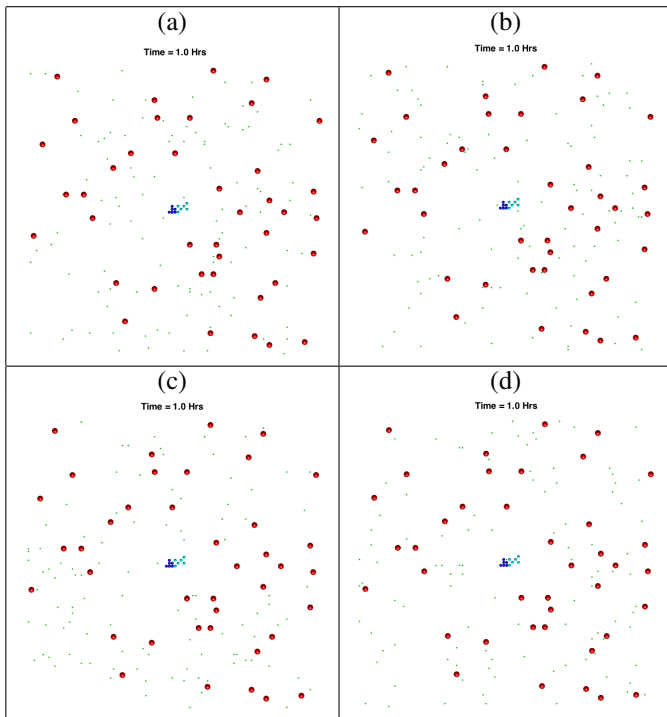 (a)
Time = 1.0 Hrs
(b)
Time = 1.0 Hrs
(c)
Time = 1.0 Hrs
(d)
Time = 1.0 Hrs